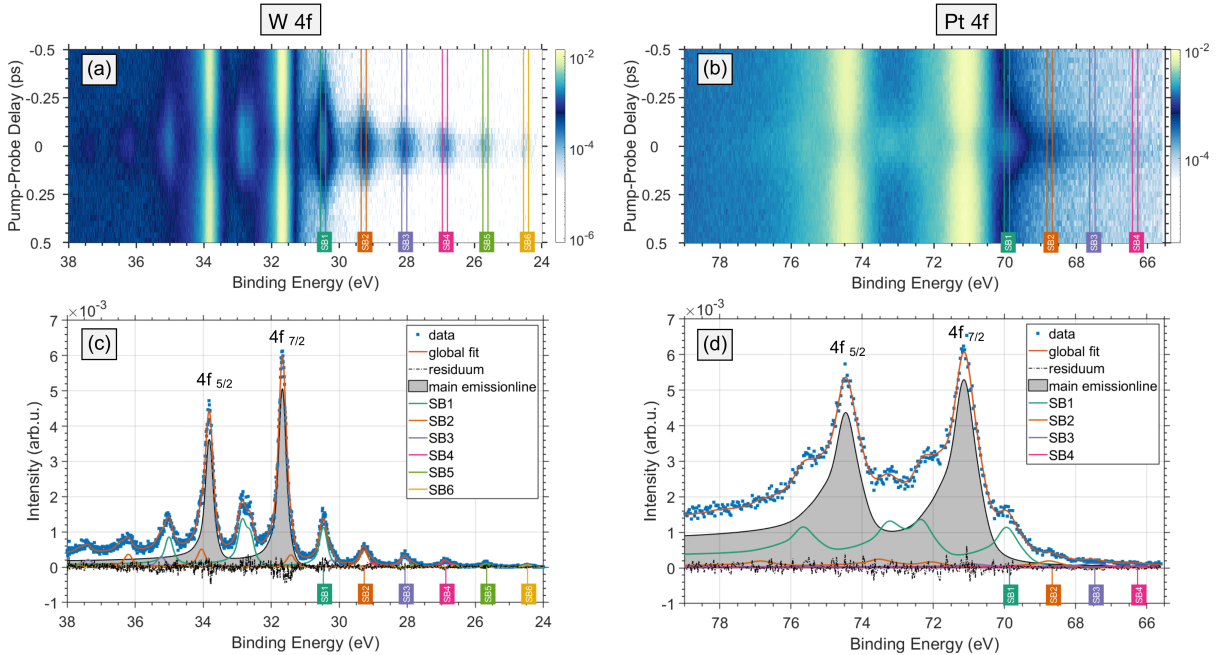 W 4f
Pt 4f
(a)
-0.5
-0.25
0
0.25
0.5
Pump-Probe Delay (ps)
38 36 34 32 30 28 26 24
Binding Energy (eV)
SB1 SB2 SB3 SB4 SB5 SB6
10-2
10-4
10-6
(b)
-0.5
-0.25
0
0.25
0.5
Pump-Probe Delay (ps)
76 74 72 70 68 66
Binding Energy (eV)
SB1 SB2 SB3 SB4
10-2
10-4
(c)
×10-3
7
6
5
4
3
2
1
0
-1
Intensity (arb.u.)
4f 5/2
4f 7/2
data
global fit
residuum
main emissionline
SB1
SB2
SB3
SB4
SB5
SB6
SB1 SB2 SB3 SB4 SB5 SB6
38 36 34 32 30 28 26 24
Binding Energy (eV)
(d)
×10-3
7
6
5
4
3
2
1
0
-1
Intensity (arb.u.)
4f 5/2
4f 7/2
data
global fit
residuum
main emissionline
SB1
SB2
SB3
SB4
SB1 SB2 SB3 SB4
78 76 74 72 70 68 66
Binding Energy (eV)